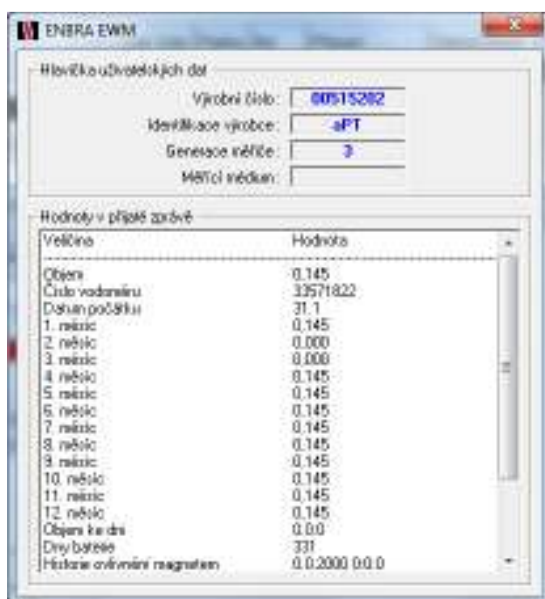 ENBRA EWM
Hlavička uživatelských dat
Výrobní číslo: 00515202
Identifikace výrobce: aPT
Generace měřiče: 3
Měřící médium:
Hodnoty v přijaté zprávě
Veličina Hodnota
Objem 0,145
Číslo vodoměru 33571822
Datum počátku 31.1
1. měsíc 0,145
2. měsíc 0,000
3. měsíc 0,000
4. měsíc 0,145
5. měsíc 0,145
6. měsíc 0,145
7. měsíc 0,145
8. měsíc 0,145
9. měsíc 0,145
10. měsíc 0,145
11. měsíc 0,145
12. měsíc 0,145
Objem ke dni 0.0:0
Dny baterie 331
Historie ovlivnění magnetem 0.0.2000 0:0.0